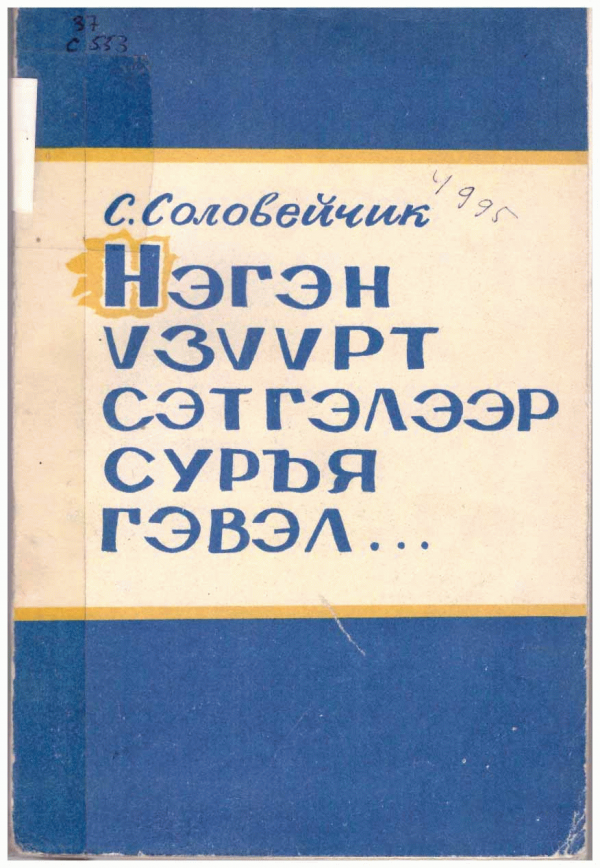 37
С 553
С. Соловейчик
4995
Нэгэн
үзүүрт
сэтгэлээр
суръя
гэвэл...